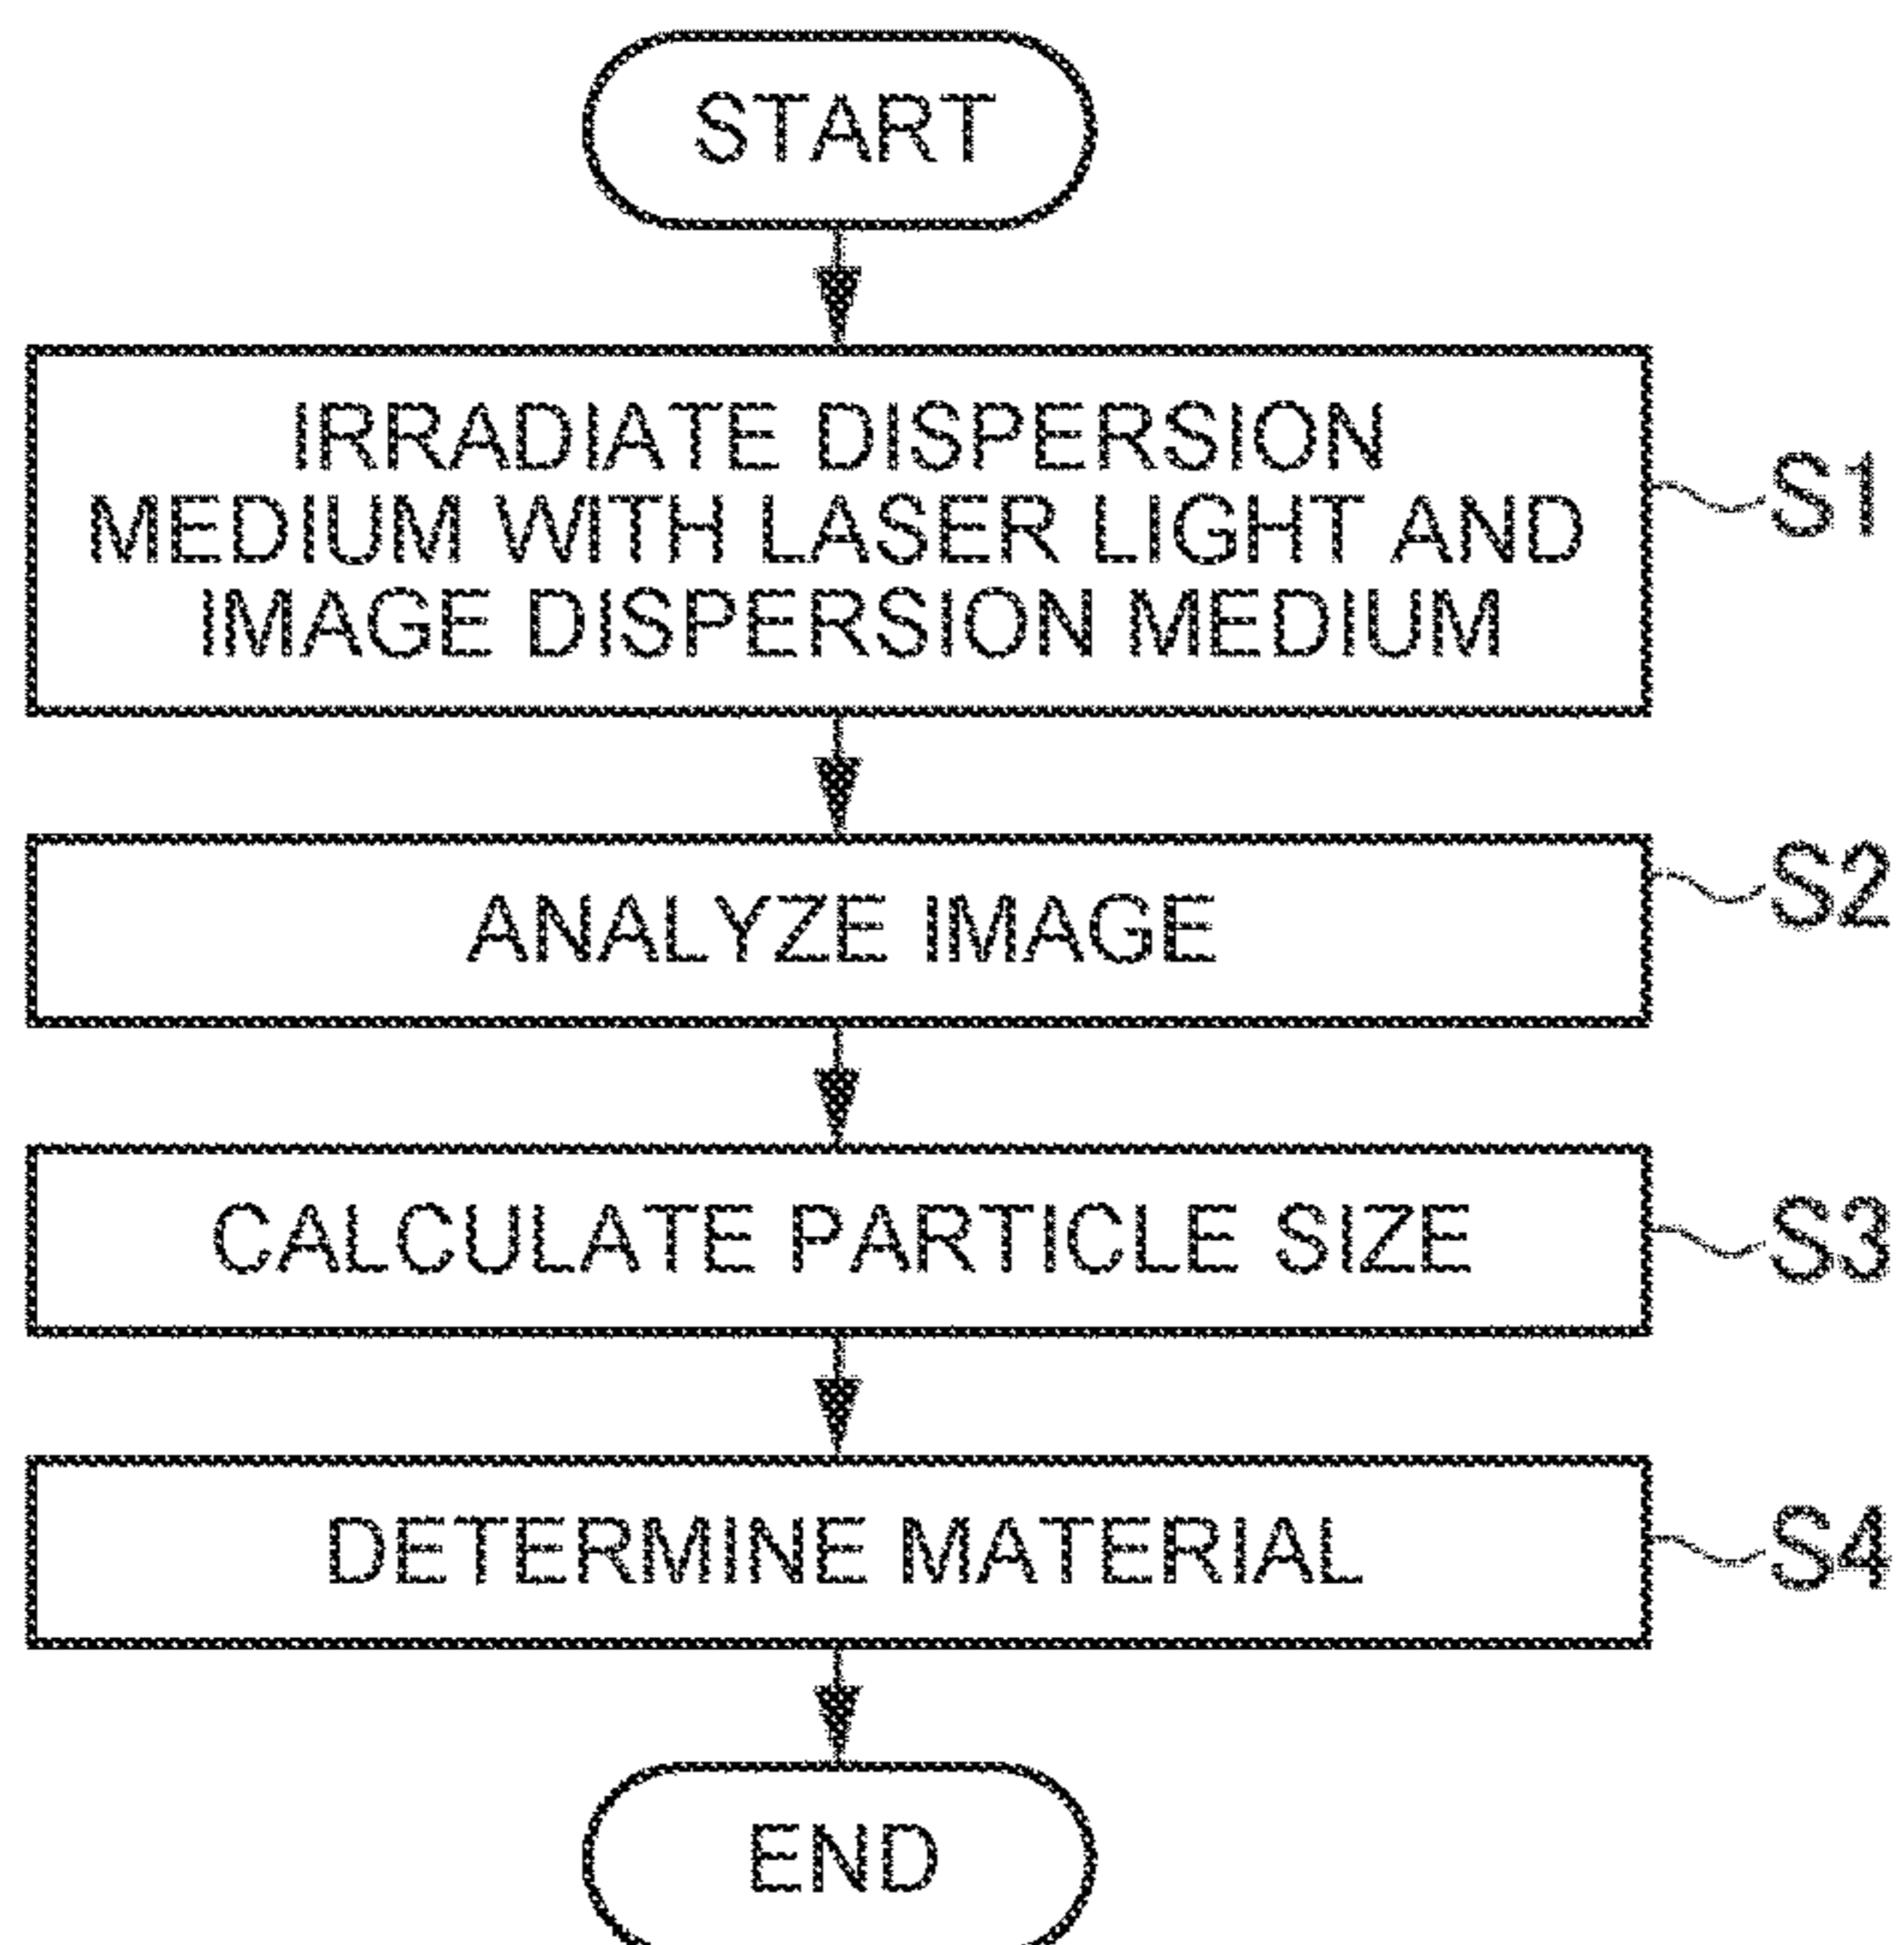 START
IRRADIATE DISPERSION
MEDIUM WITH LASER LIGHT AND
IMAGE DISPERSION MEDIUM
S1
ANALYZE IMAGE
S2
CALCULATE PARTICLE SIZE
S3
DETERMINE MATERIAL
S4
END